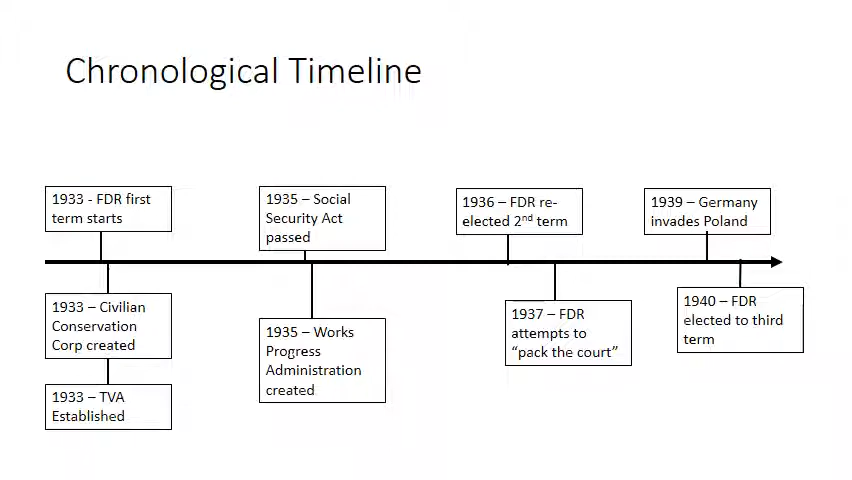 Chronological Timeline
1933 - FDR first
term starts
1935 – Social
Security Act
passed
1936 – FDR re-
elected 2nd term
1939 – Germany
invades Poland
1933 – Civilian
Conservation
Corp created
1935 – Works
Progress
Administration
created
1937 – FDR
attempts to
“pack the court”
1940 – FDR
elected to third
term
1933 – TVA
Established